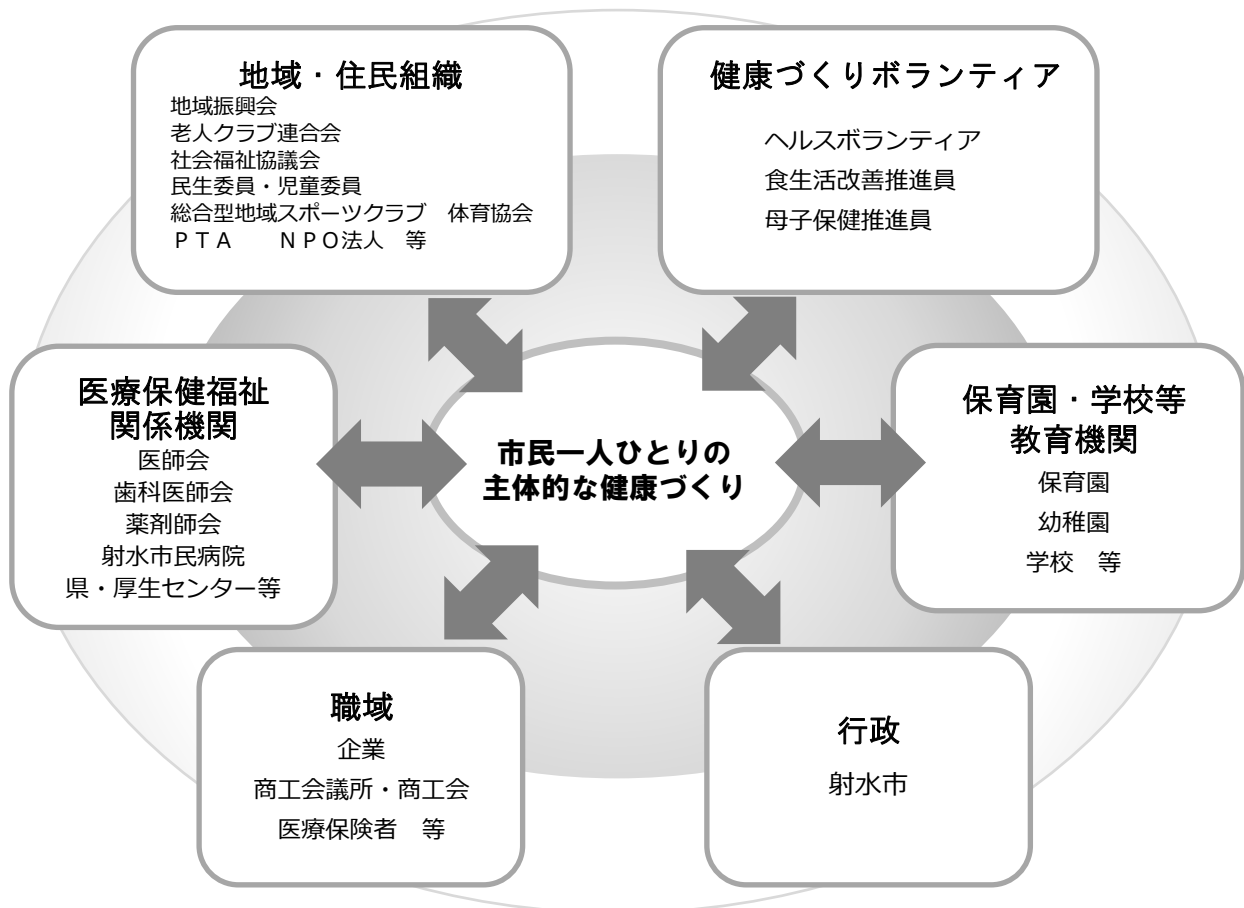 地域・住民組織
地域振興会
老人クラブ連合会
社会福祉協議会
民生委員・児童委員
総合型地域スポーツクラブ　体育協会
ＰＴＡ　　ＮＰＯ法人　等
健康づくりボランティア
ヘルスボランティア
食生活改善推進員
母子保健推進員
医療保健福祉
関係機関
医師会
歯科医師会
薬剤師会
射水市民病院
県・厚生センター等
市民一人ひとりの
主体的な健康づくり
保育園・学校等
教育機関
保育園
幼稚園
学校　等
職域
企業
商工会議所・商工会
医療保険者　等
行政
射水市